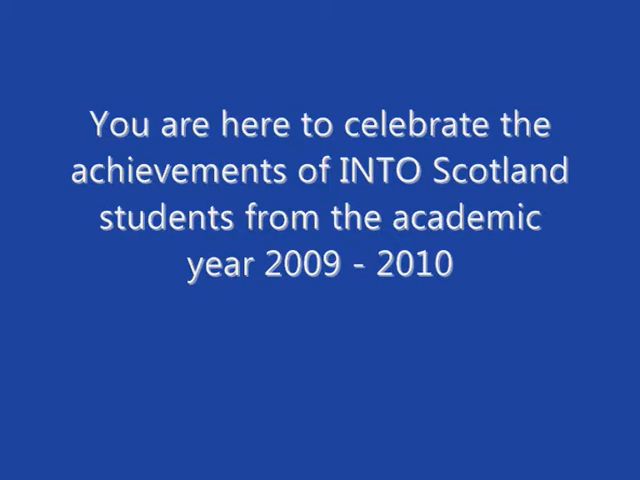 You are here to celebrate the
achievements of INTO Scotland
students from the academic
year 2009 - 2010